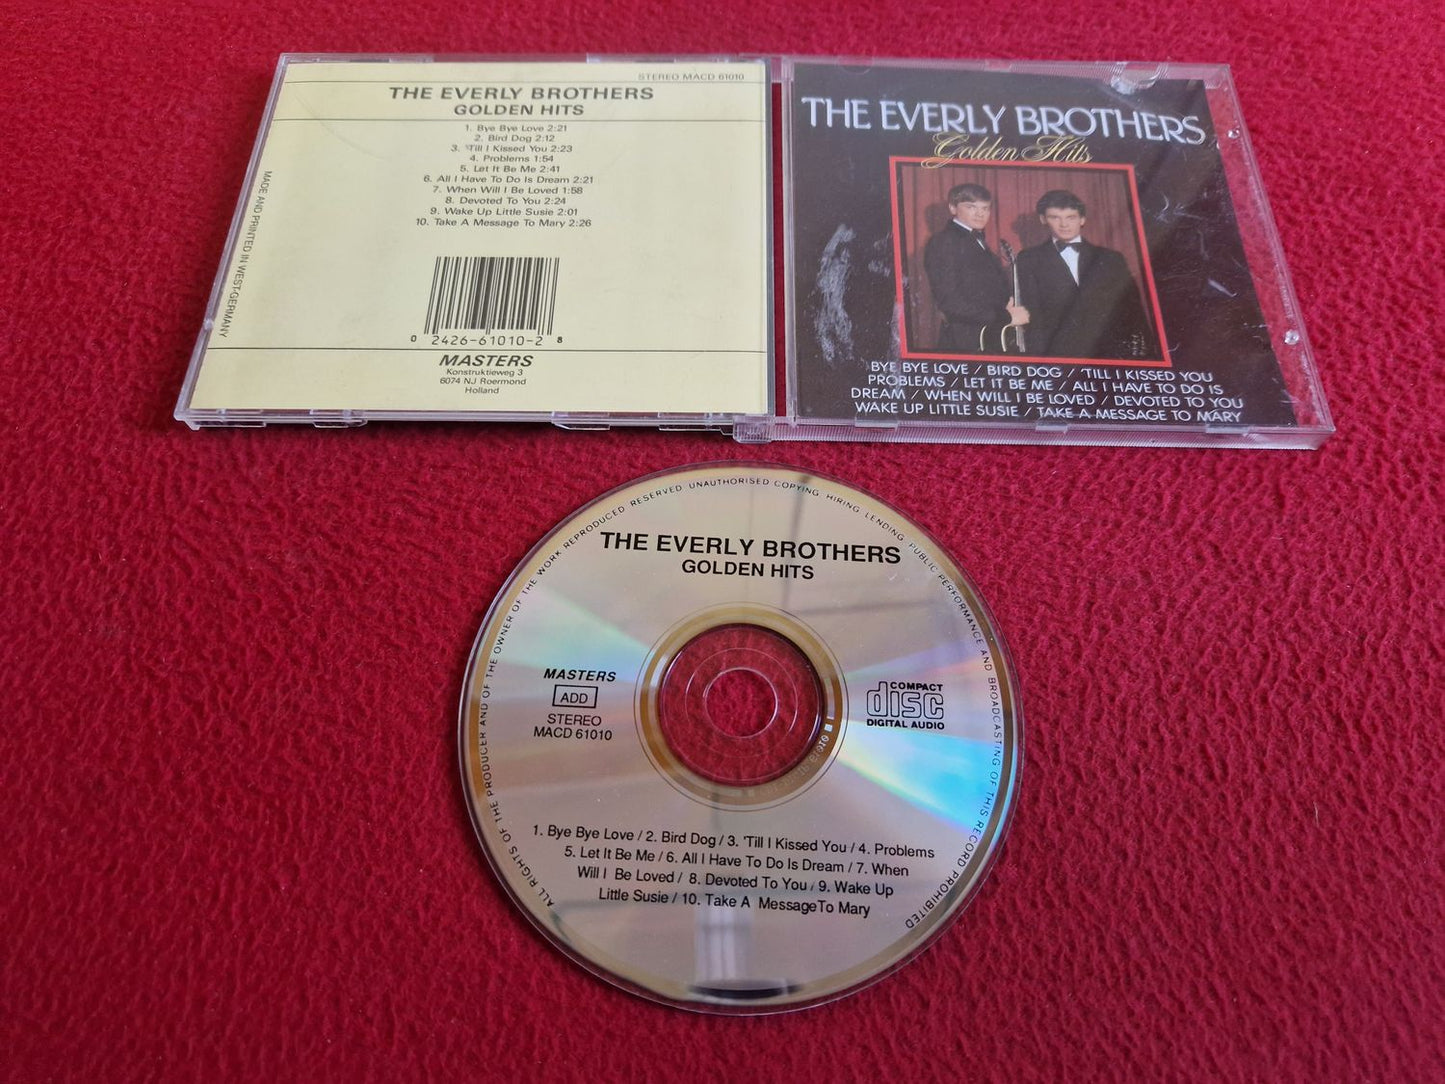 STEREO MACD 61010
THE EVERLY BROTHERS
GOLDEN HITS
1. Bye Bye Love 2:21
2. Bird Dog 2:12
3. 'Till I Kissed You 2:23
4. Problems 1:54
5. Let It Be Me 2:41
6. All I Have To Do Is Dream 2:21
7. When Will I Be Loved 1:58
8. Devoted To You 2:24
9. Wake Up Little Susie 2:01
10. Take A Message To Mary 2:26
MADE AND PRINTED IN WEST-GERMANY
0 2426-61010-2 8
MASTERS
Konstruktieweg 3
6074 NJ Roermond
Holland
THE EVERLY BROTHERS
Golden Hits
BYE BYE LOVE / BIRD DOG / 'TILL I KISSED YOU
PROBLEMS / LET IT BE ME / ALL I HAVE TO DO IS
DREAM / WHEN WILL I BE LOVED / DEVOTED TO YOU
WAKE UP LITTLE SUSIE / TAKE A MESSAGE TO MARY
ALL RIGHTS OF THE PRODUCER AND OF THE OWNER OF THE WORK REPRODUCED RESERVED. UNAUTHORISED COPYING, HIRING, LENDING, PUBLIC PERFORMANCE AND BROADCASTING OF THIS RECORD PROHIBITED
THE EVERLY BROTHERS
GOLDEN HITS
MASTERS
ADD
STEREO
MACD 61010
COMPACT
disc
DIGITAL AUDIO
1. Bye Bye Love / 2. Bird Dog / 3. 'Till I Kissed You / 4. Problems
5. Let It Be Me / 6. All I Have To Do Is Dream / 7. When
Will I Be Loved / 8. Devoted To You / 9. Wake Up
Little Susie / 10. Take A MessageTo Mary